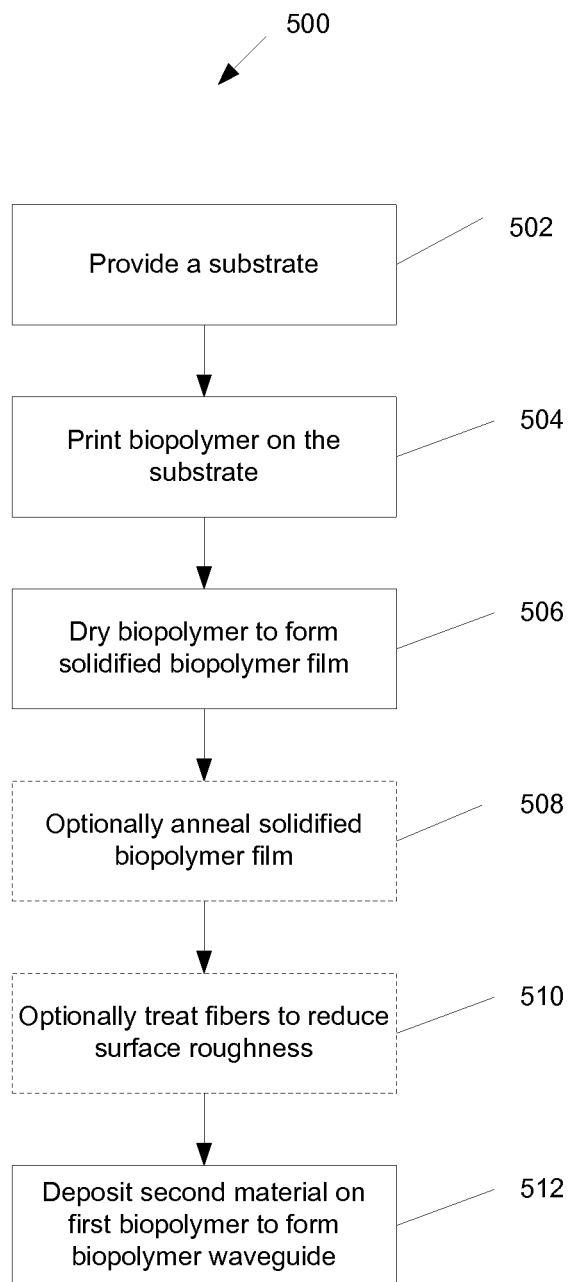 500
Provide a substrate
502
Print biopolymer on the
substrate
504
Dry biopolymer to form
solidified biopolymer film
506
Optionally anneal solidified
biopolymer film
508
Optionally treat fibers to reduce
surface roughness
510
Deposit second material on
first biopolymer to form
biopolymer waveguide
512